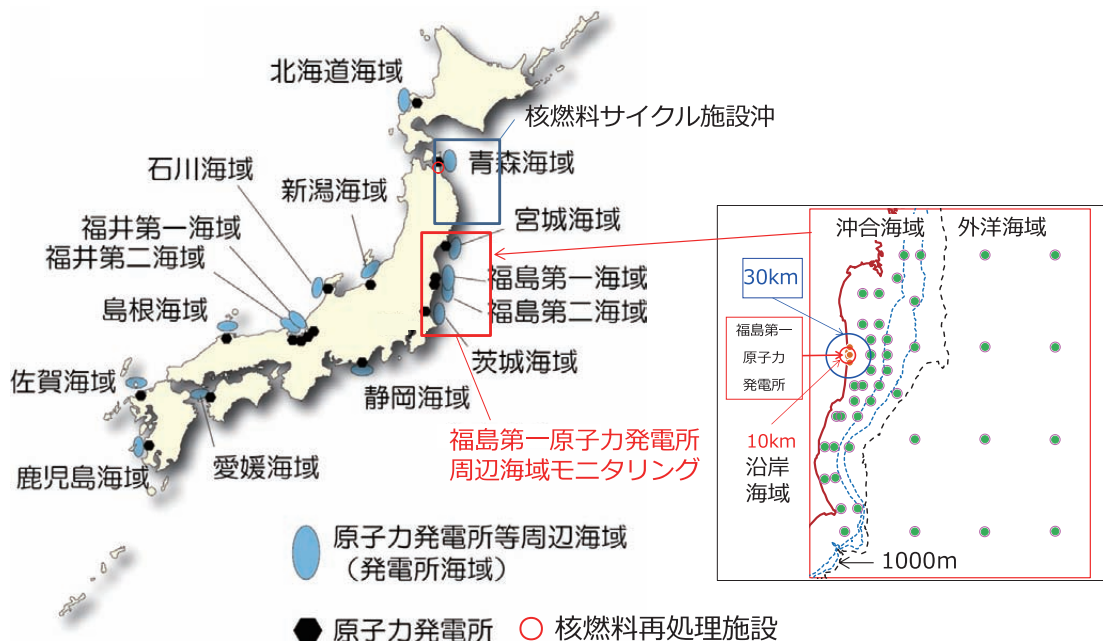 北海道海域
核燃料サイクル施設沖
青森海域
石川海域
新潟海域
宮城海域
福井第一海域
福井第二海域
福島第一海域
福島第二海域
島根海域
茨城海域
佐賀海域
静岡海域
福島第一原子力発電所
周辺海域モニタリング
鹿児島海域
愛媛海域
原子力発電所等周辺海域
（発電所海域）
原子力発電所
核燃料再処理施設
沖合海域
外洋海域
30km
福島第一
原子力
発電所
10km
沿岸
海域
1000m